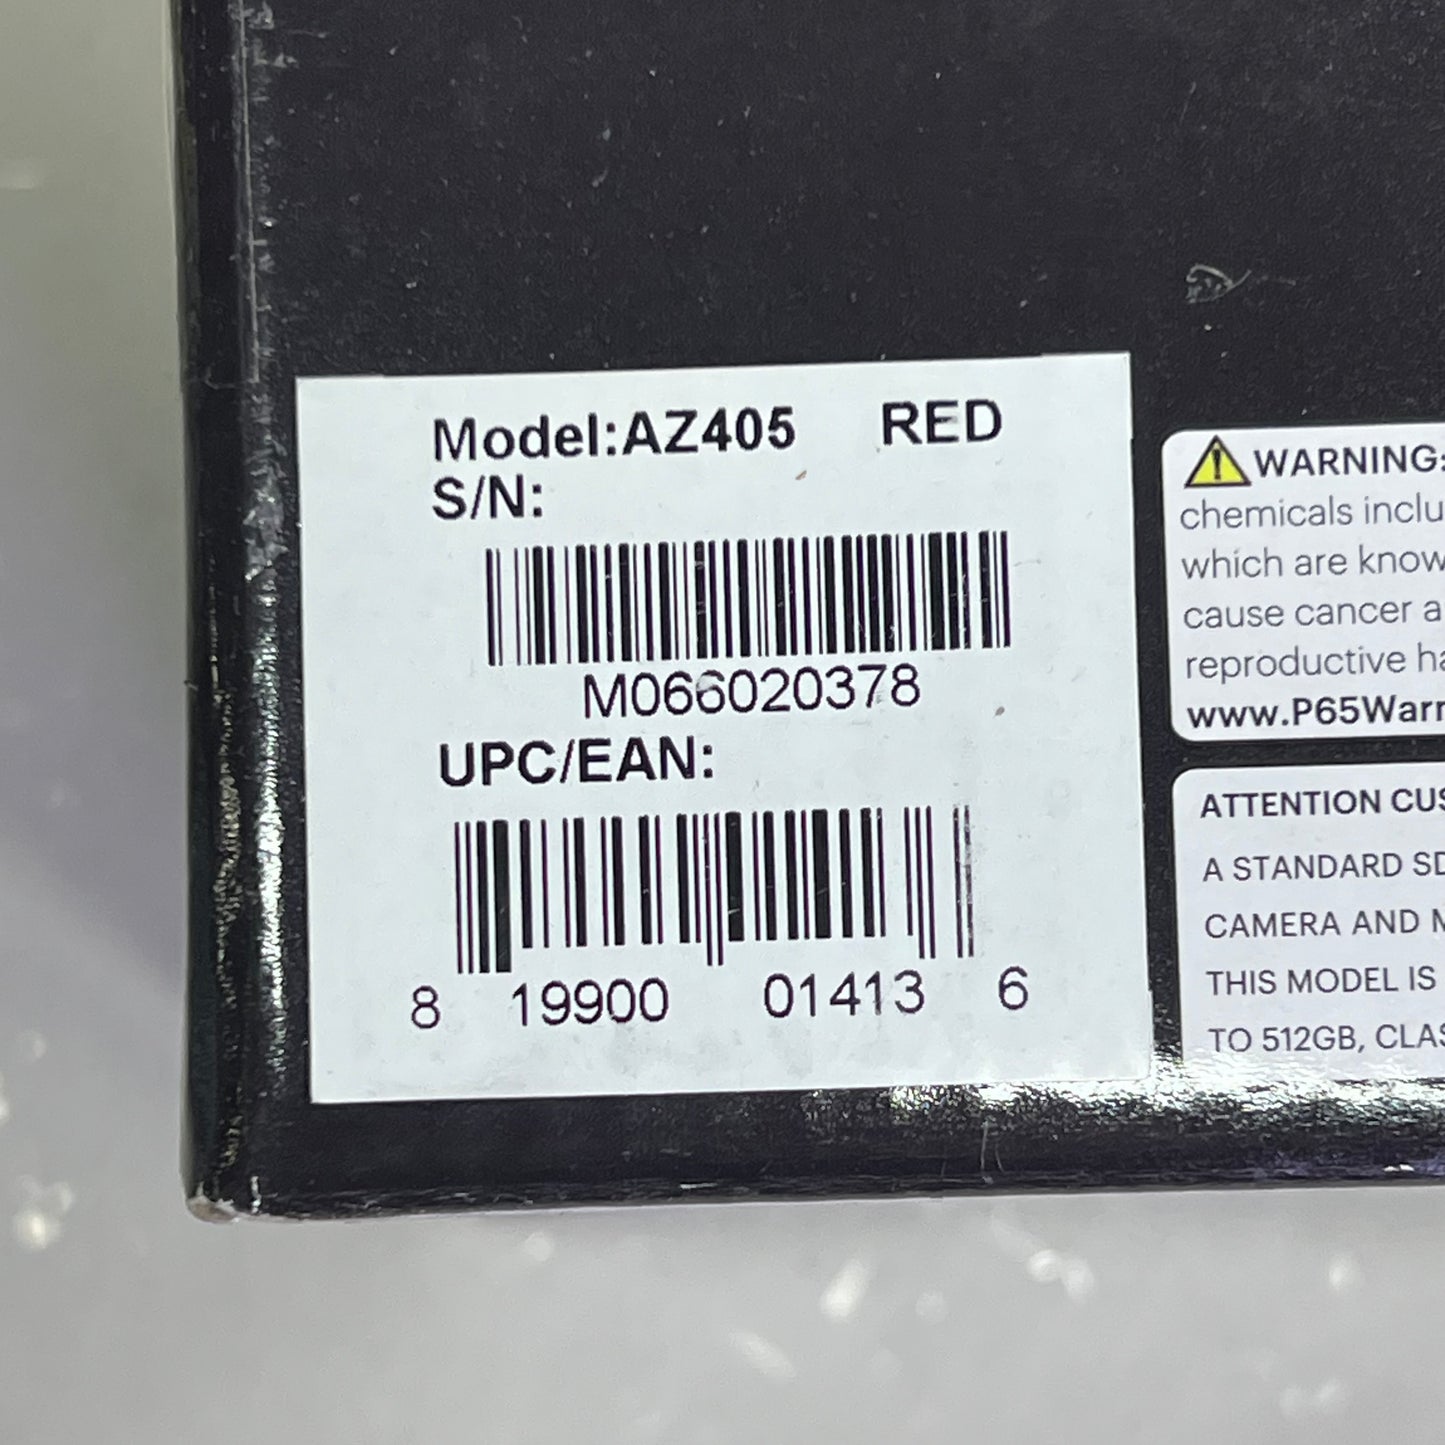 Model:AZ405 RED
S/N:
M066020378
UPC/EAN:
8 19900 01413 6
WARNING:
chemicals inclu
which are know
cause cancer a
reproductive ha
www.P65Warn
ATTENTION CUS
A STANDARD SD
CAMERA AND M
THIS MODEL IS
TO 512GB, CLAS